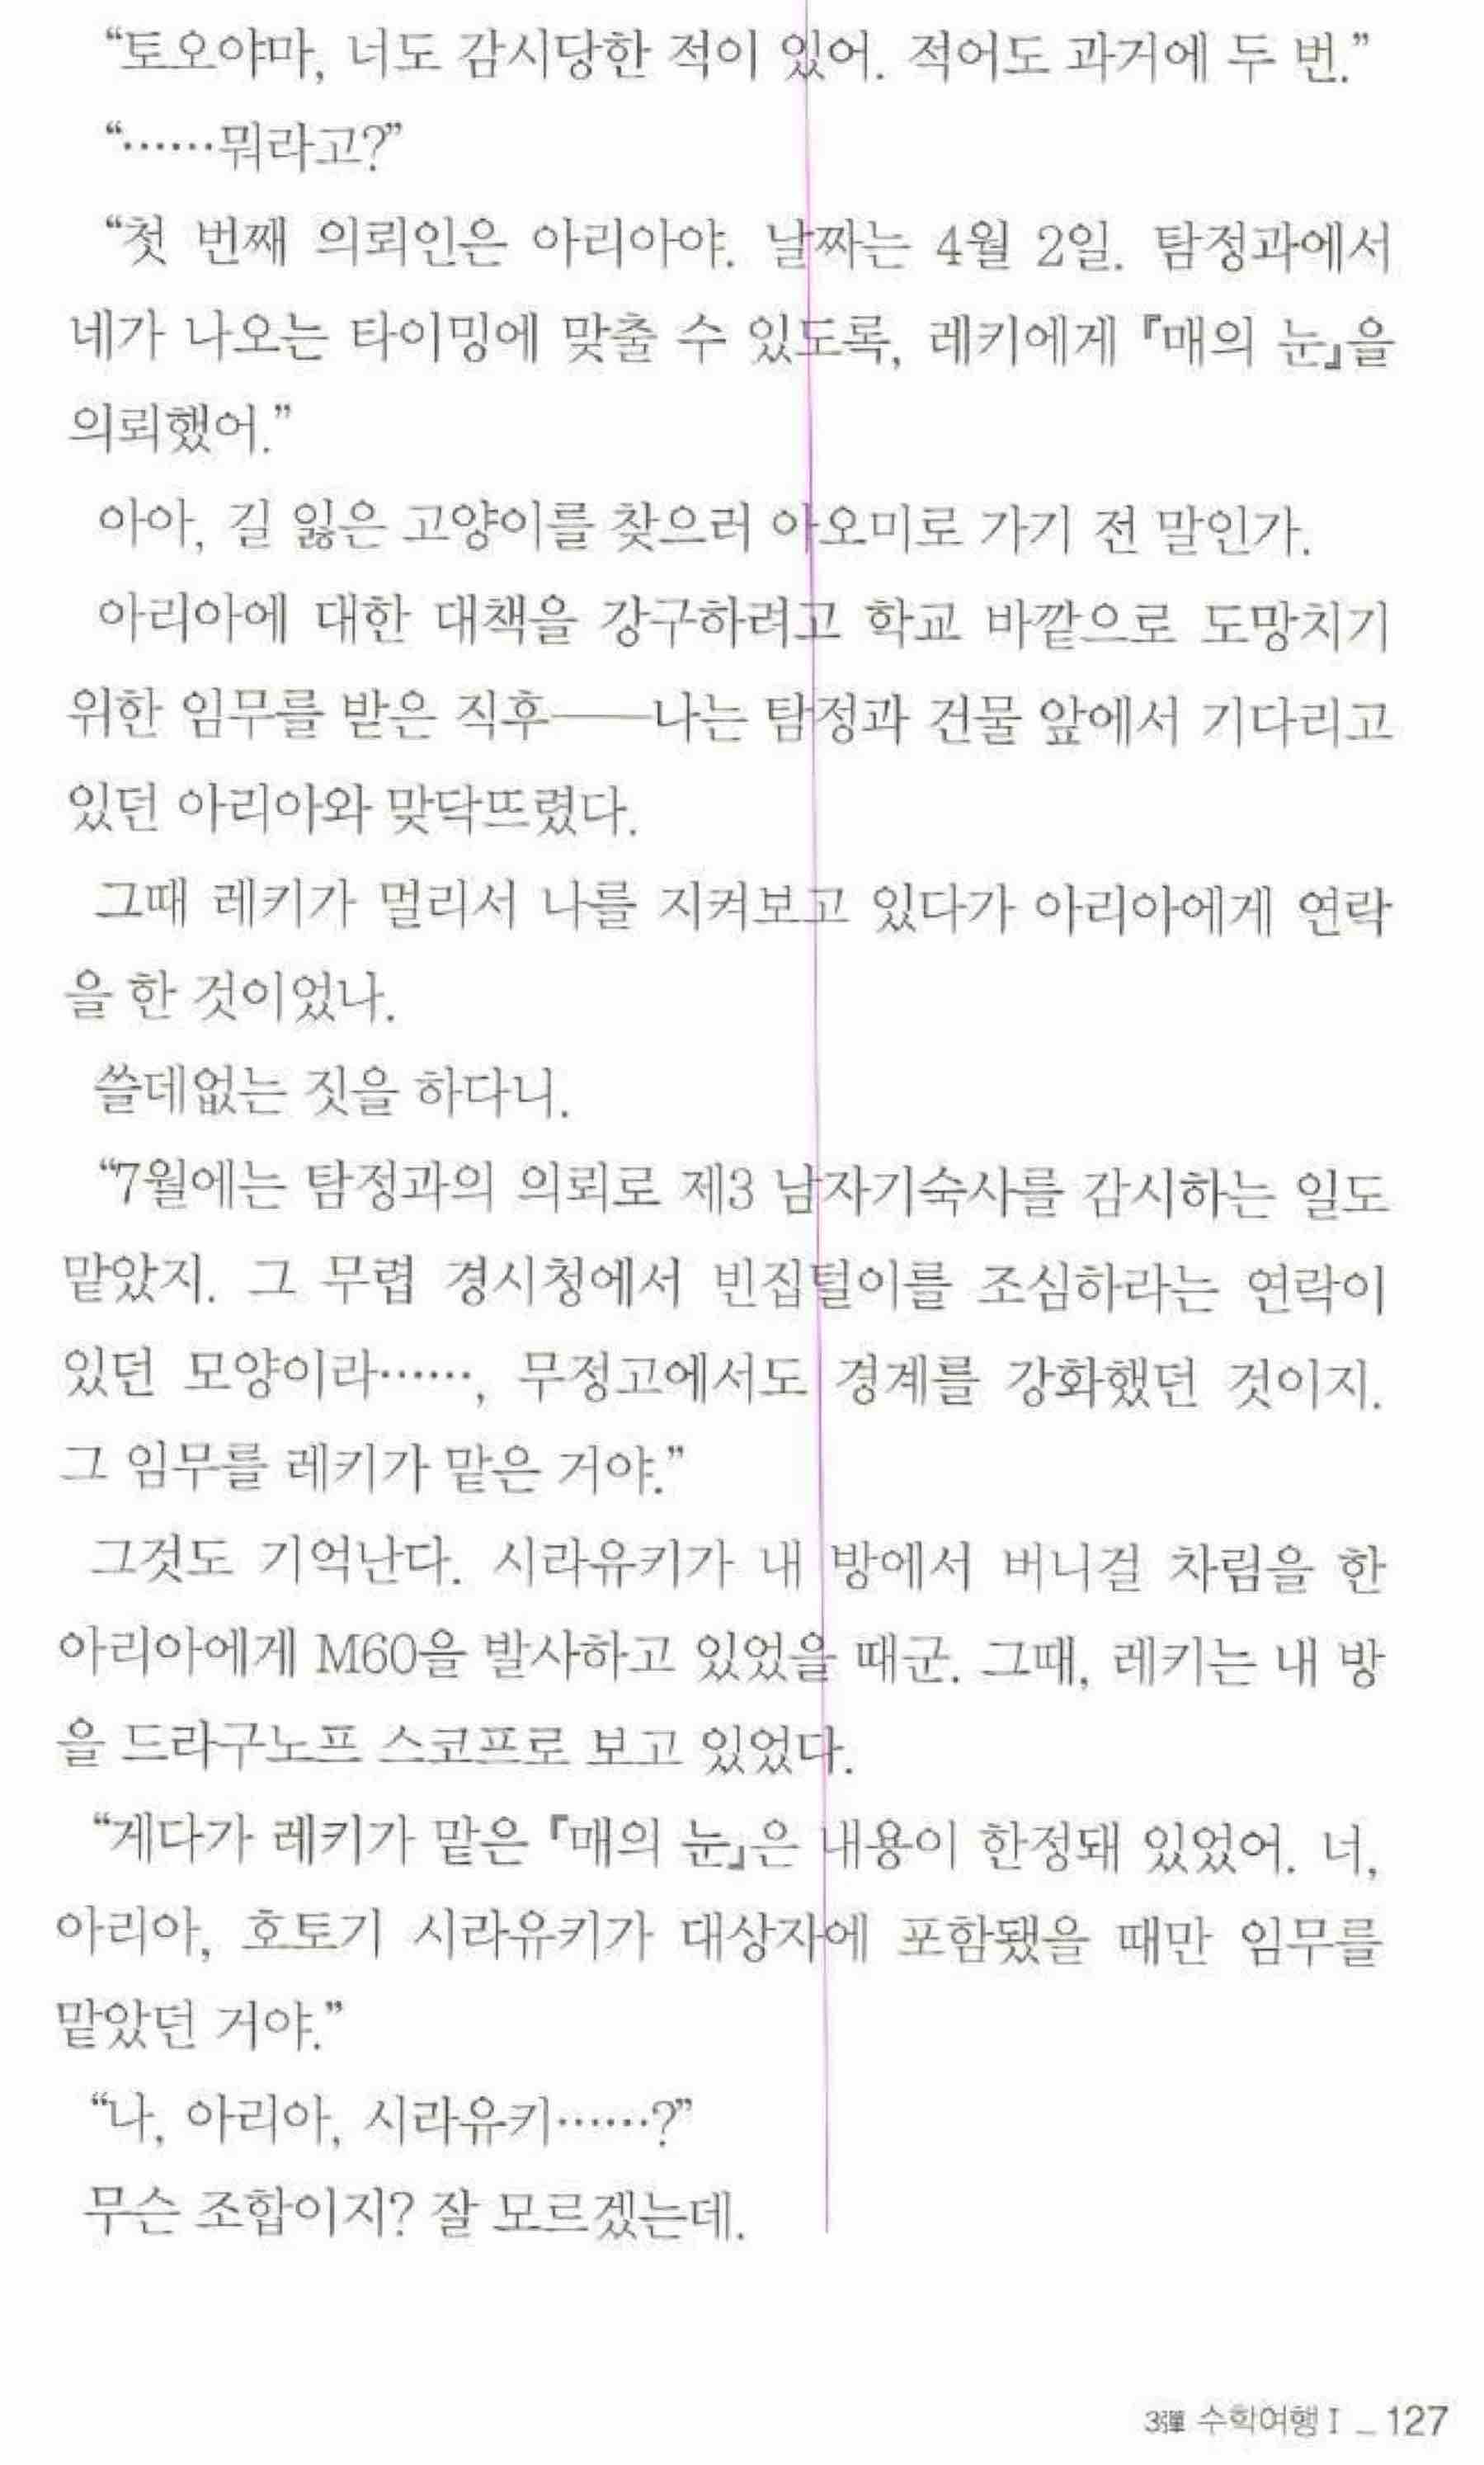 “토오야마, 너도 감시당한 적이 있어. 적어도 과거에 두 번.”
“……뭐라고?”
“첫 번째 의뢰인은 아리아야. 날짜는 4월 2일. 탐정과에서
네가 나오는 타이밍에 맞출 수 있도록, 레키에게 『매의 눈』을
의뢰했어.”
아아, 길 잃은 고양이를 찾으러 아오미로 가기 전 말인가.
아리아에 대한 대책을 강구하려고 학교 바깥으로 도망치기
위한 임무를 받은 직후――나는 탐정과 건물 앞에서 기다리고
있던 아리아와 맞닥뜨렸다.
그때 레키가 멀리서 나를 지켜보고 있다가 아리아에게 연락
을 한 것이었나.
쓸데없는 짓을 하다니.
“7월에는 탐정과의 의뢰로 제3 남자기숙사를 감시하는 일도
맡았지. 그 무렵 경시청에서 빈집털이를 조심하라는 연락이
있던 모양이라……, 무정고에서도 경계를 강화했던 것이지.
그 임무를 레키가 맡은 거야.”
그것도 기억난다. 시라유키가 내 방에서 버니걸 차림을 한
아리아에게 M60을 발사하고 있었을 때군. 그때, 레키는 내 방
을 드라구노프 스코프로 보고 있었다.
“게다가 레키가 맡은 『매의 눈』은 내용이 한정돼 있었어. 너,
아리아, 호토기 시라유키가 대상자에 포함됐을 때만 임무를
맡았던 거야.”
“나, 아리아, 시라유키……?”
무슨 조합이지? 잘 모르겠는데.
3彈 수학여행 I _ 127